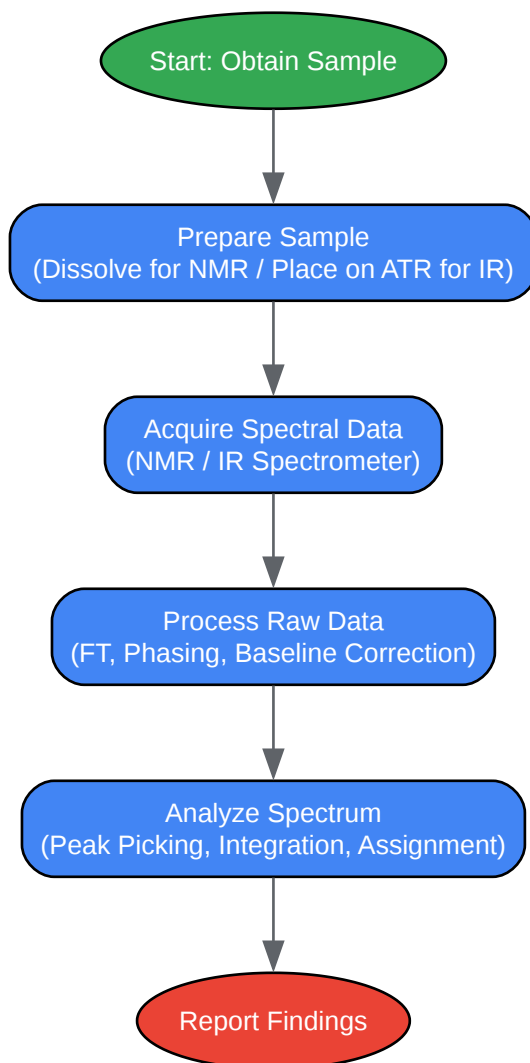 Start: Obtain Sample
Prepare Sample
(Dissolve for NMR / Place on ATR for IR)
Acquire Spectral Data
(NMR / IR Spectrometer)
Process Raw Data
(FT, Phasing, Baseline Correction)
Analyze Spectrum
(Peak Picking, Integration, Assignment)
Report Findings